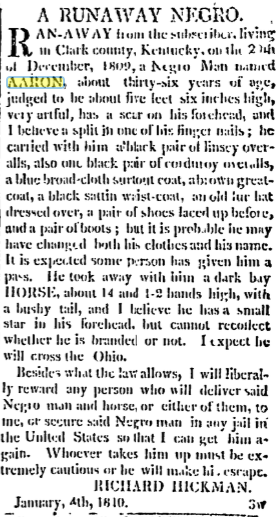 A RUNAWAY NEGRO.
RAN-AWAY from the subscriber, living
in Clark county, Kentucky, on the
of December, 1809, a Negro Man named
AARON, about thirty-six years of age,
judged to be about five feet six inches high,
very artful, has a scar on his forehead, and
I believe a split in one of his finger nails; he
carried with him a black pair of linsey over-
alls, also one black pair of corduroy overalls,
a blue broad-cloth surtout coat, a brown great-
coat, a black sattin waist-coat, an old fur hat
dressed over, a pair of shoes laced up before,
and a pair of boots; but it is probable he may
have changed both his clothes and his name.
It is expected some person has given him a
pass. He took away with him a dark bay
HORSE, about 14 and 1-2 hands high, with
a bushy tail, and I believe he has a small
star in his forehead, but cannot recollect
whether he is branded or not. I expect he
will cross the Ohio.
Besides what the law allows, I will liberal-
ly reward any person who will deliver said
Negro man and horse, or either of them, to
me, or secure said Negro man in any jail in
the United States so that I can get him a-
gain. Whoever takes him up must be ex-
tremely cautious or he will make hi. escape.
RICHARD HICKMAN.
January, 4th, 1810. 3w